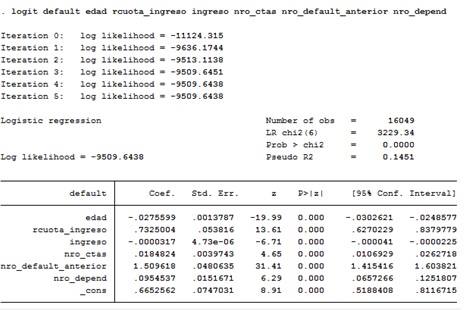 . logit default edad rcuota_ingreso ingreso nro_ctas nro_default_anterior nro_depend
Iteration 0: log likelihood = -11124.315
Iteration 1: log likelihood = -9636.1744
Iteration 2: log likelihood = -9513.1138
Iteration 3: log likelihood = -9509.6451
Iteration 4: log likelihood = -9509.6438
Iteration 5: log likelihood = -9509.6438
Logistic regression Number of obs = 16049
LR chi2(6) = 3229.34
Prob > chi2 = 0.0000
Log likelihood = -9509.6438 Pseudo R2 = 0.1451
default Coef. Std. Err. z P>|z| [95% Conf. Interval]
edad -.0275599 .0013787 -19.99 0.000 -.0302621 -.0248577
rcuota_ingreso .7325004 .053816 13.61 0.000 .6270229 .8379779
ingreso -.0000317 4.73e-06 -6.71 0.000 -.000041 -.0000225
nro_ctas .0184824 .0039743 4.65 0.000 .0106929 .0262718
nro_default_anterior 1.509618 .0480635 31.41 0.000 1.415416 1.603821
nro_depend .0954537 .0151671 6.29 0.000 .0657266 .1251807
_cons .6652562 .0747031 8.91 0.000 .5188408 .8116715